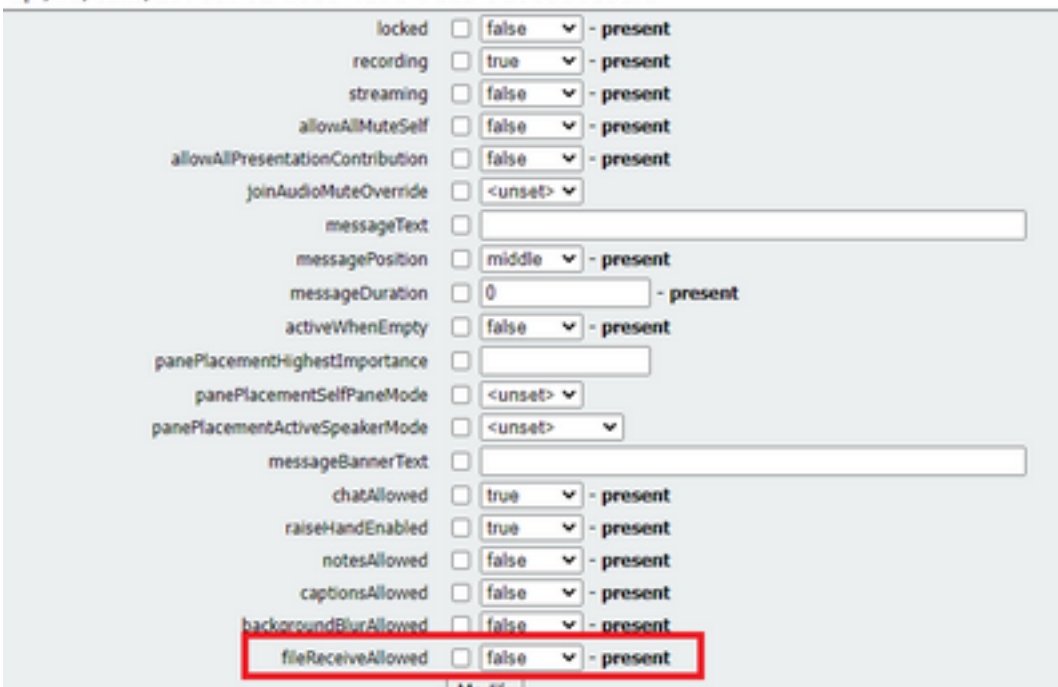 locked false - present
recording true - present
streaming false - present
allowAllMuteSelf false - present
allowAllPresentationContribution false - present
joinAudioMuteOverride <unset>
messageText
messagePosition middle - present
messageDuration 0 - present
activeWhenEmpty false - present
panePlacementHighestImportance
panePlacementSelfPaneMode <unset>
panePlacementActiveSpeakerMode <unset>
messageBannerText
chatAllowed true - present
raiseHandEnabled true - present
notesAllowed false - present
captionsAllowed false - present
backgroundBlurAllowed false - present
fileReceiveAllowed false - present